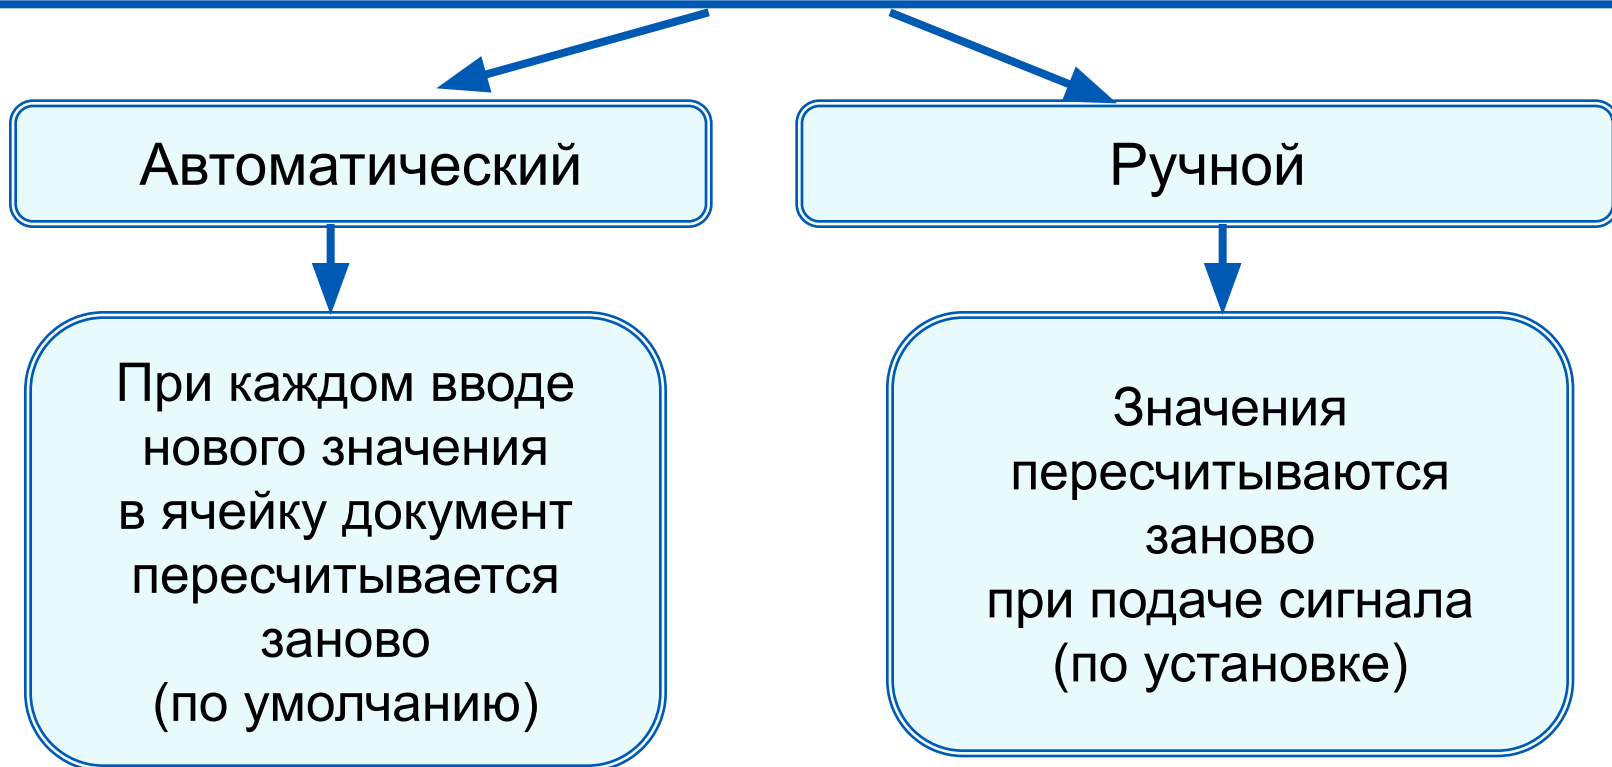 Автоматический
Ручной
При каждом вводе
нового значения
в ячейку документ
пересчитывается
заново
(по умолчанию)
Значения
пересчитываются
заново
при подаче сигнала
(по установке)